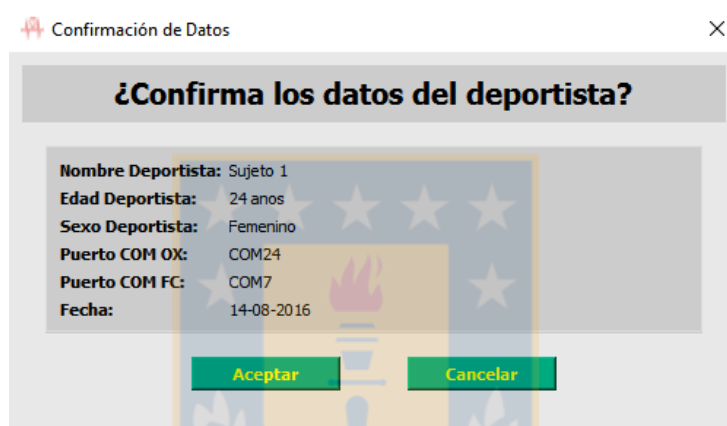 Confirmación de Datos
¿Confirma los datos del deportista?
Nombre Deportista: Sujeto 1
Edad Deportista: 24 anos
Sexo Deportista: Femenino
Puerto COM OX: COM24
Puerto COM FC: COM7
Fecha: 14-08-2016
Aceptar Cancelar